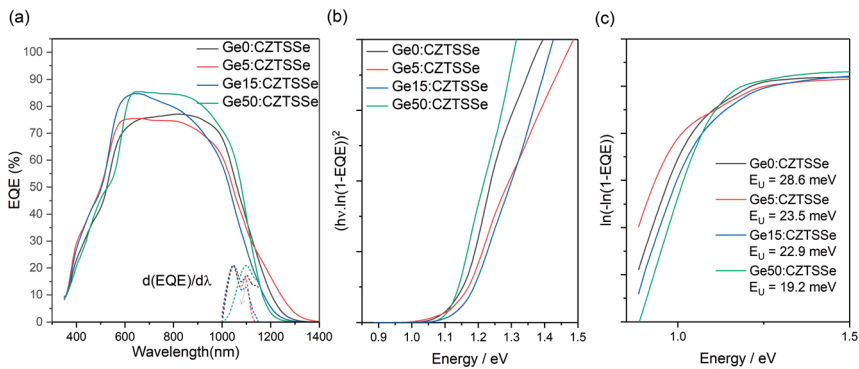 (a)
EQE (%)
100
90
80
70
60
50
40
30
20
10
0
Ge0:CZTSSe
Ge5:CZTSSe
Ge15:CZTSSe
Ge50:CZTSSe
d(EQE)/dλ
400
600
800
1000
1200
1400
Wavelength(nm)
(b)
(hν.ln(1-EQE))²
Ge0:CZTSSe
Ge5:CZTSSe
Ge15:CZTSSe
Ge50:CZTSSe
0.9
1.0
1.1
1.2
1.3
1.4
1.5
Energy / eV
(c)
ln(-ln(1-EQE))
Ge0:CZTSSe
E_U = 28.6 meV
Ge5:CZTSSe
E_U = 23.5 meV
Ge15:CZTSSe
E_U = 22.9 meV
Ge50:CZTSSe
E_U = 19.2 meV
1.0
1.5
Energy / eV